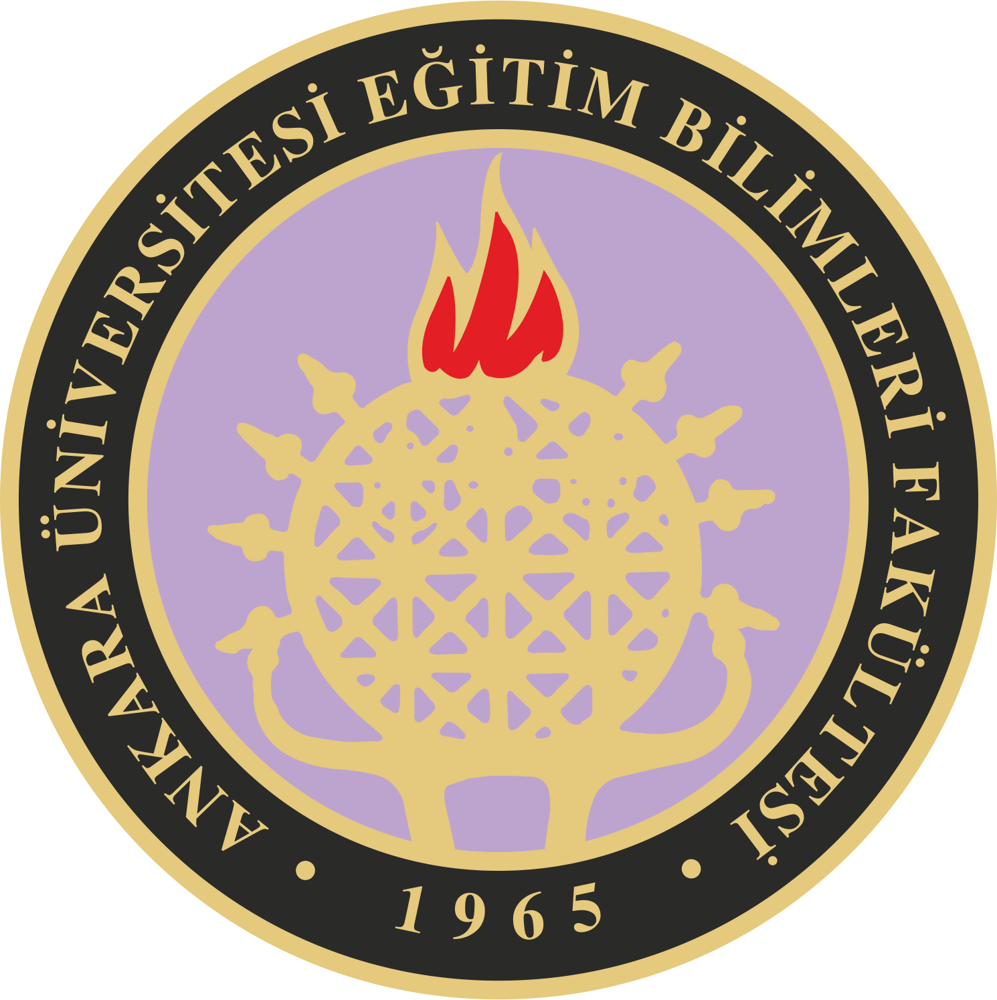 ANKARA ÜNİVERSİTESİ EĞİTİM BİLİMLERİ FAKÜLTESİ
• 1965 •